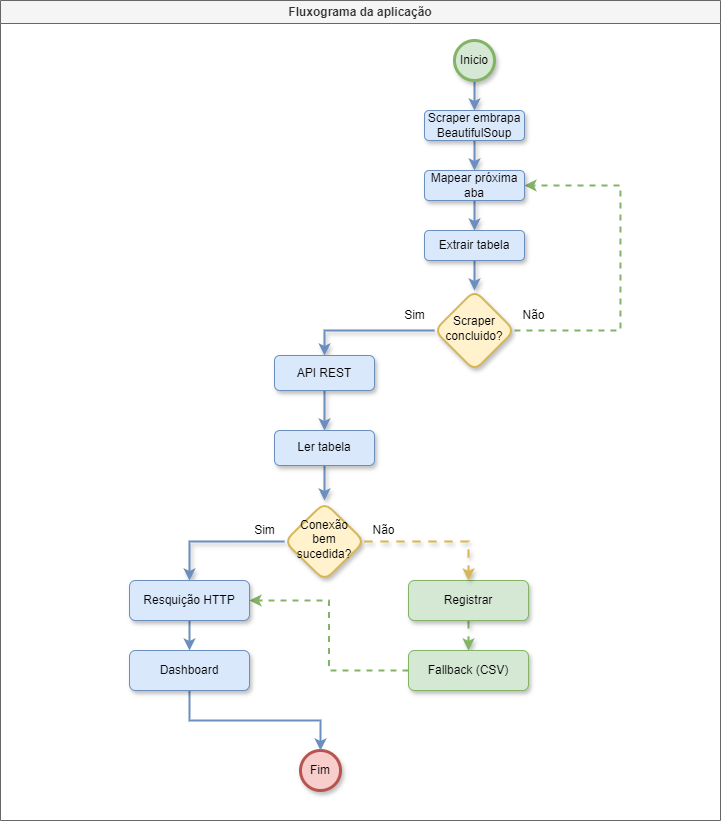 Fluxograma da aplicação
Inicio
Scraper embrapa
BeautifulSoup
Mapear próxima
aba
Extrair tabela
Sim
Scraper
concluido?
Não
API REST
Ler tabela
Sim
Conexão
bem
sucedida?
Não
Resquição HTTP
Registrar
Dashboard
Fallback (CSV)
Fim